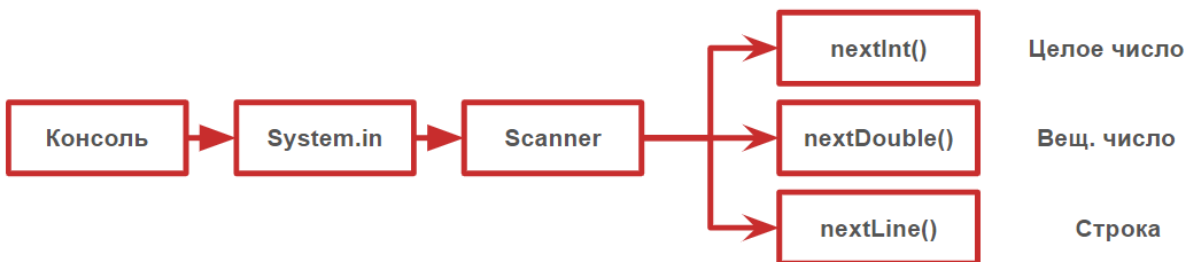 nextInt() Целое число
Консоль System.in Scanner nextDouble() Вещ. число
nextLine() Строка